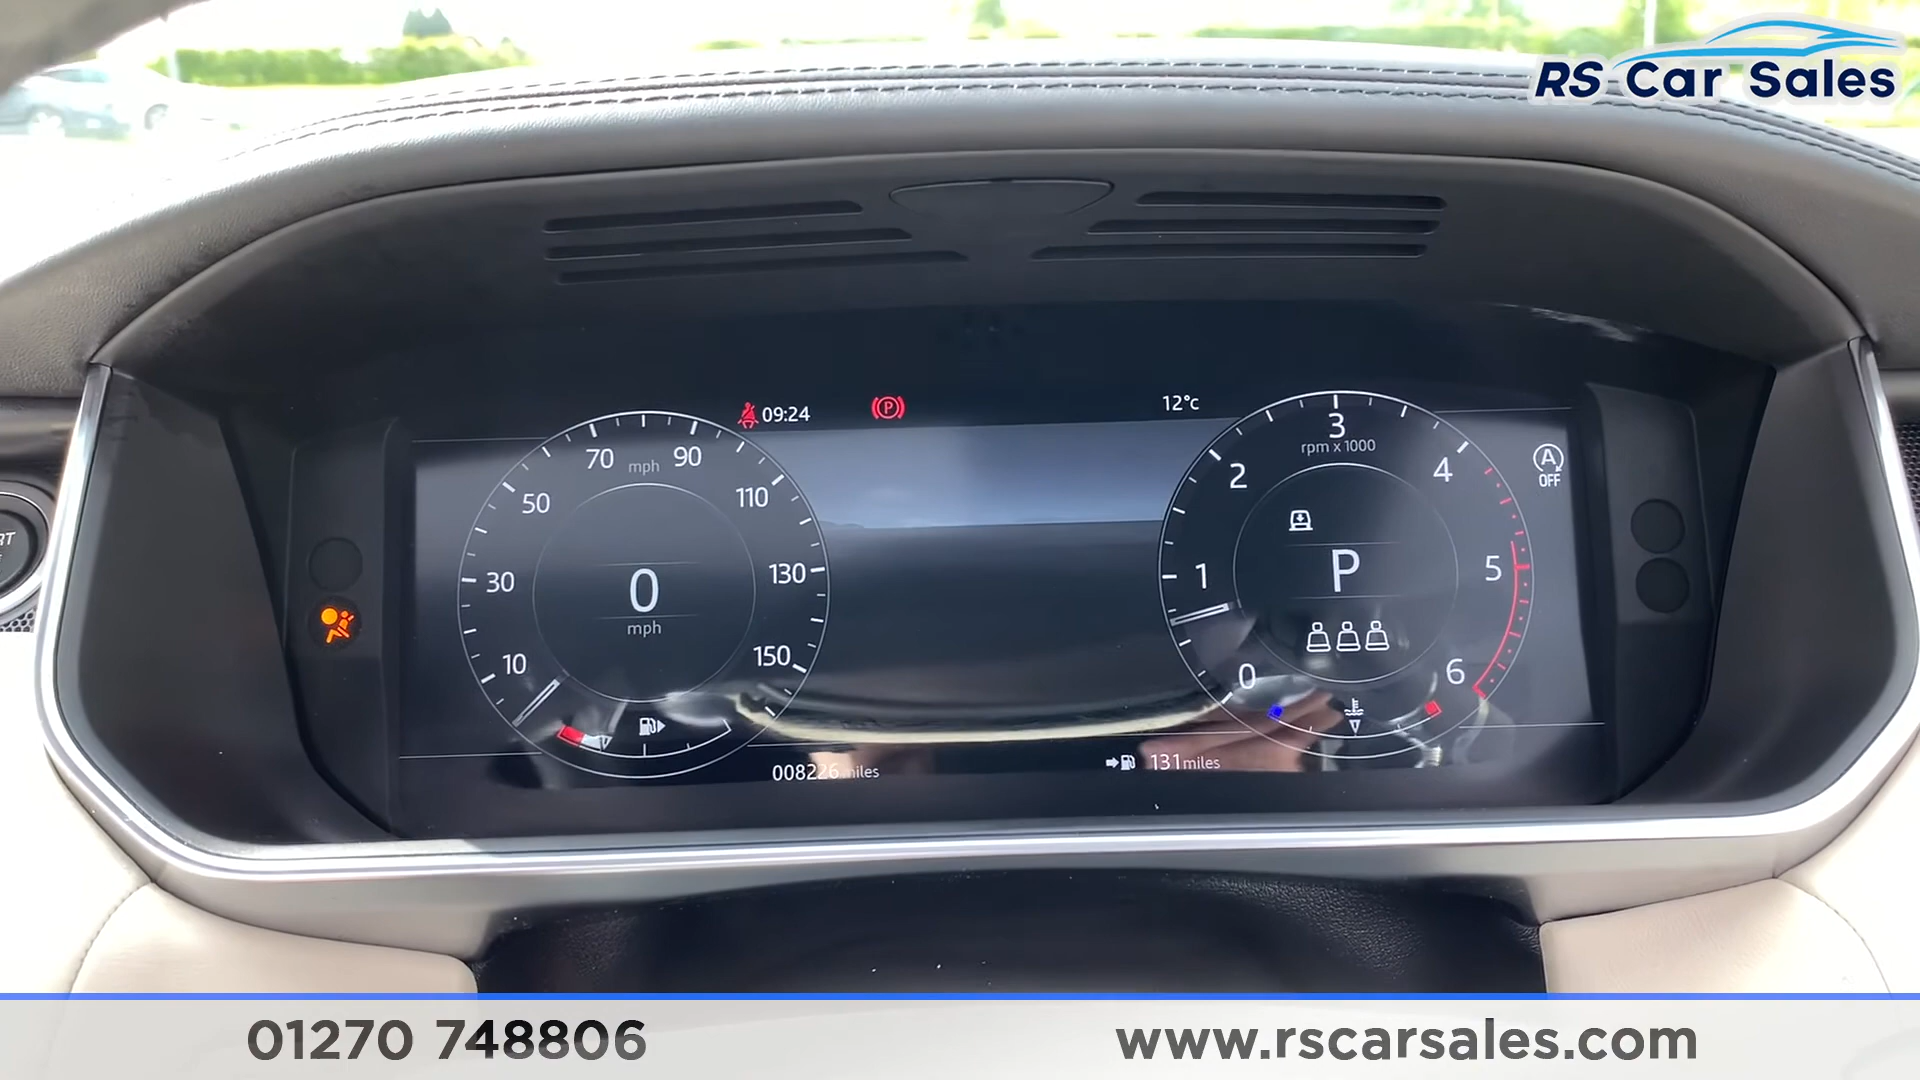 RS Car Sales
09:24
P
12°c
70 mph 90
50
110
30
130
10
150
0
mph
3
rpm x 1000
2
4
1
5
0
6
P
A
OFF
RT
008226 miles
131 miles
01270 748806
www.rscarsales.com